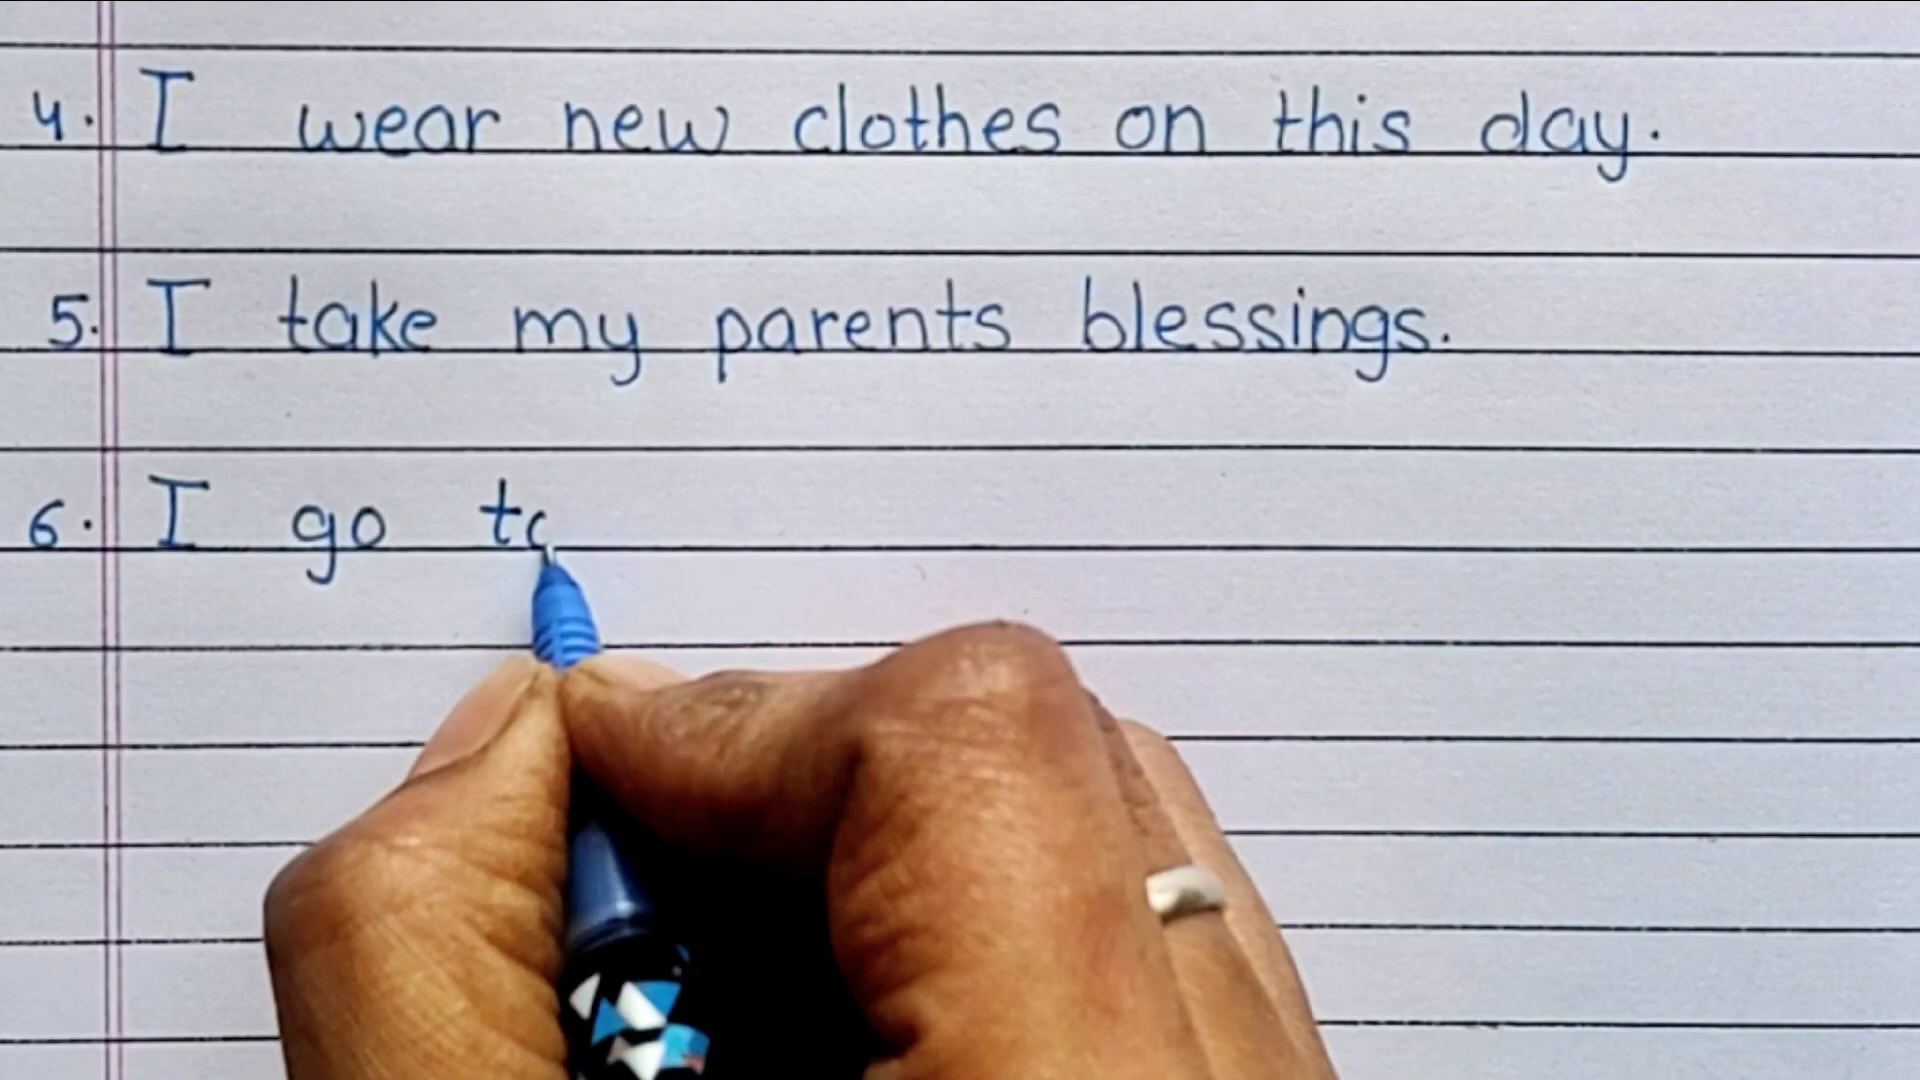 4. I wear new clothes on this day.
5. I take my parents blessings.
6. I go